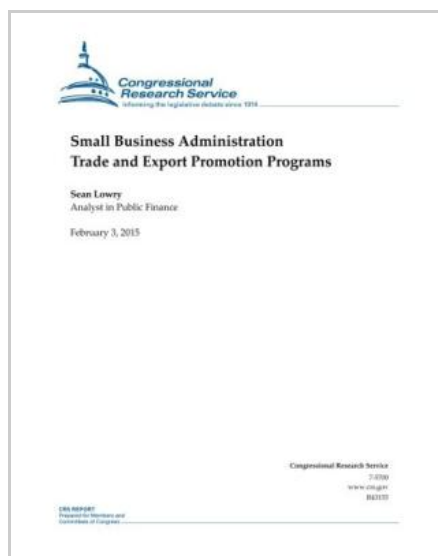 Congressional
Research Service
Informing the legislative debate since 1914
Small Business Administration
Trade and Export Promotion Programs
Sean Lowry
Analyst in Public Finance
February 3, 2015
Congressional Research Service
7-5700
www.crs.gov
R43155
CRS REPORT
Prepared for Members and
Committees of Congress